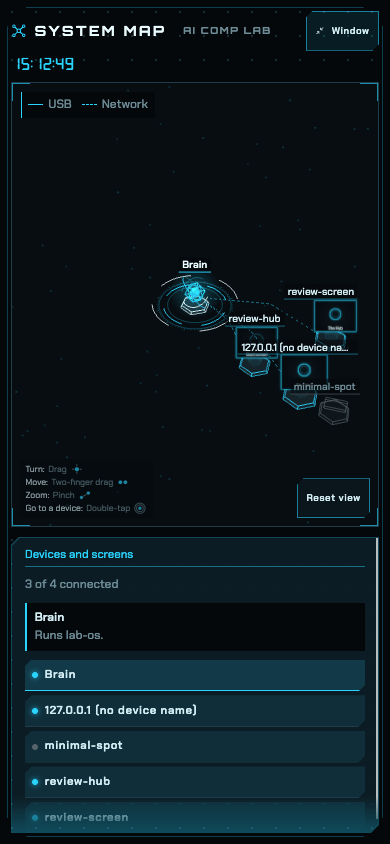 SYSTEM MAP
AI COMP LAB
Window
15:12:49
USB
Network
Brain
review-screen
review-hub
127.0.0.1 (no device na...
minimal-spot
Turn: Drag
Move: Two-finger drag
Zoom: Pinch
Go to a device: Double-tap
Reset view
Devices and screens
3 of 4 connected
Brain
Runs lab-os.
Brain
127.0.0.1 (no device name)
minimal-spot
review-hub
review-screen